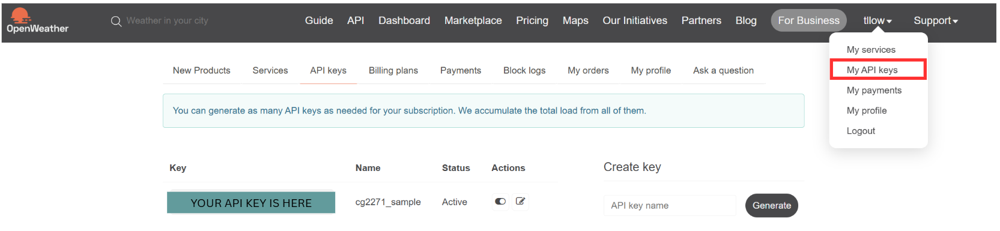 OpenWeather
Weather in your city
Guide API Dashboard Marketplace Pricing Maps Our Initiatives Partners Blog For Business tllow Support
My services
My API keys
My payments
My profile
Logout
New Products Services API keys Billing plans Payments Block logs My orders My profile Ask a question
You can generate as many API keys as needed for your subscription. We accumulate the total load from all of them.
Key Name Status Actions
YOUR API KEY IS HERE cg2271_sample Active
Create key
API key name Generate